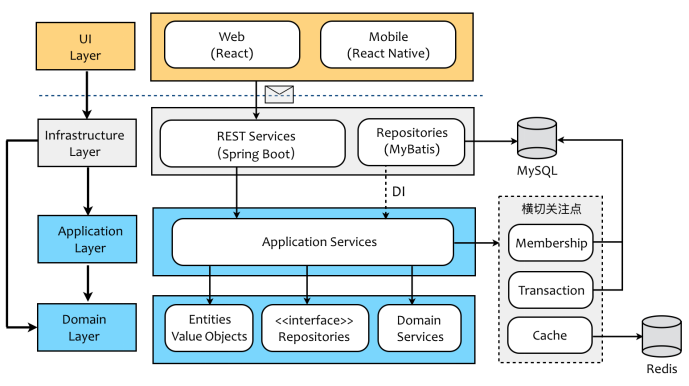 UI
Layer
Web
(React)
Mobile
(React Native)
Infrastructure
Layer
REST Services
(Spring Boot)
Repositories
(MyBatis)
MySQL
DI
Application
Layer
Application Services
横切关注点
Membership
Transaction
Cache
Domain
Layer
Entities
Value Objects
<<interface>>
Repositories
Domain
Services
Redis